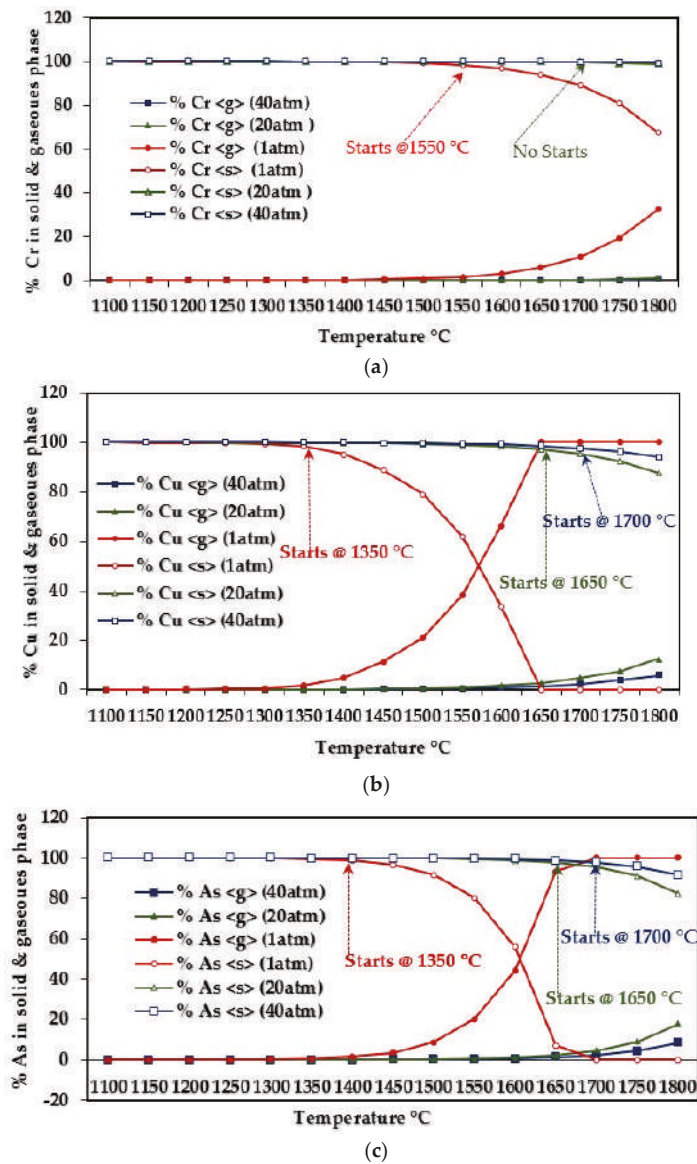 120
100
80
60
40
20
0
% Cr in solid & gaseoues phase
% Cr <g> (40atm)
% Cr <g> (20atm )
% Cr <g> (1atm)
% Cr <s> (1atm)
% Cr <s> (20atm )
% Cr <s> (40atm)
Starts @1550 °C
No Starts
1100 1150 1200 1250 1300 1350 1400 1450 1500 1550 1600 1650 1700 1750 1800
Temperature °C
(a)
120
100
80
60
40
20
0
% Cu in solid & gaseoues phase
% Cu <g> (40atm)
% Cu <g> (20atm)
% Cu <g> (1atm)
% Cu <s> (1atm)
% Cu <s> (20atm)
% Cu <s> (40atm)
Starts @ 1350 °C
Starts @ 1700 °C
Starts @ 1650 °C
1100 1150 1200 1250 1300 1350 1400 1450 1500 1550 1600 1650 1700 1750 1800
Temperature °C
(b)
120
100
80
60
40
20
0
-20
% As in solid & gaseoues phase
% As <g> (40atm)
% As <g> (20atm)
% As <g> (1atm)
% As <s> (1atm)
% As <s> (20atm)
% As <s> (40atm)
Starts @ 1350 °C
Starts @ 1700 °C
Starts @ 1650 °C
1100 1150 1200 1250 1300 1350 1400 1450 1500 1550 1600 1650 1700 1750 1800
Temperature °C
(c)